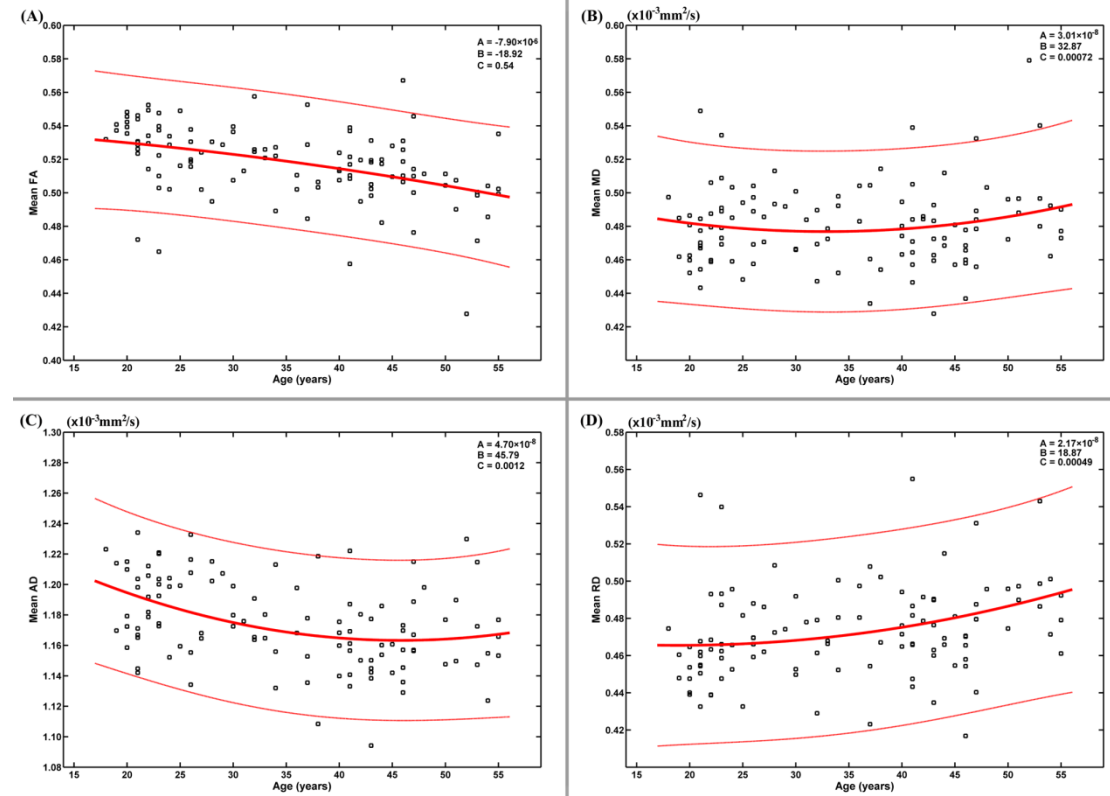 (A)
0.60
0.58
0.56
0.54
0.52
0.50
0.48
0.46
0.44
0.42
0.40
Mean FA
A = -7.90×10⁻⁶
B = -18.92
C = 0.54
15 20 25 30 35 40 45 50 55
Age (years)
(B) (x10⁻³mm²/s)
0.60
0.58
0.56
0.54
0.52
0.50
0.48
0.46
0.44
0.42
Mean MD
A = 3.01×10⁻⁸
B = 32.87
C = 0.00072
15 20 25 30 35 40 45 50 55
Age (years)
(C) (x10⁻³mm²/s)
1.30
1.28
1.26
1.24
1.22
1.20
1.18
1.16
1.14
1.12
1.10
1.08
Mean AD
A = 4.70×10⁻⁸
B = 45.79
C = 0.0012
15 20 25 30 35 40 45 50 55
Age (years)
(D) (x10⁻³mm²/s)
0.58
0.56
0.54
0.52
0.50
0.48
0.46
0.44
0.42
Mean RD
A = 2.17×10⁻⁸
B = 18.87
C = 0.00049
15 20 25 30 35 40 45 50 55
Age (years)